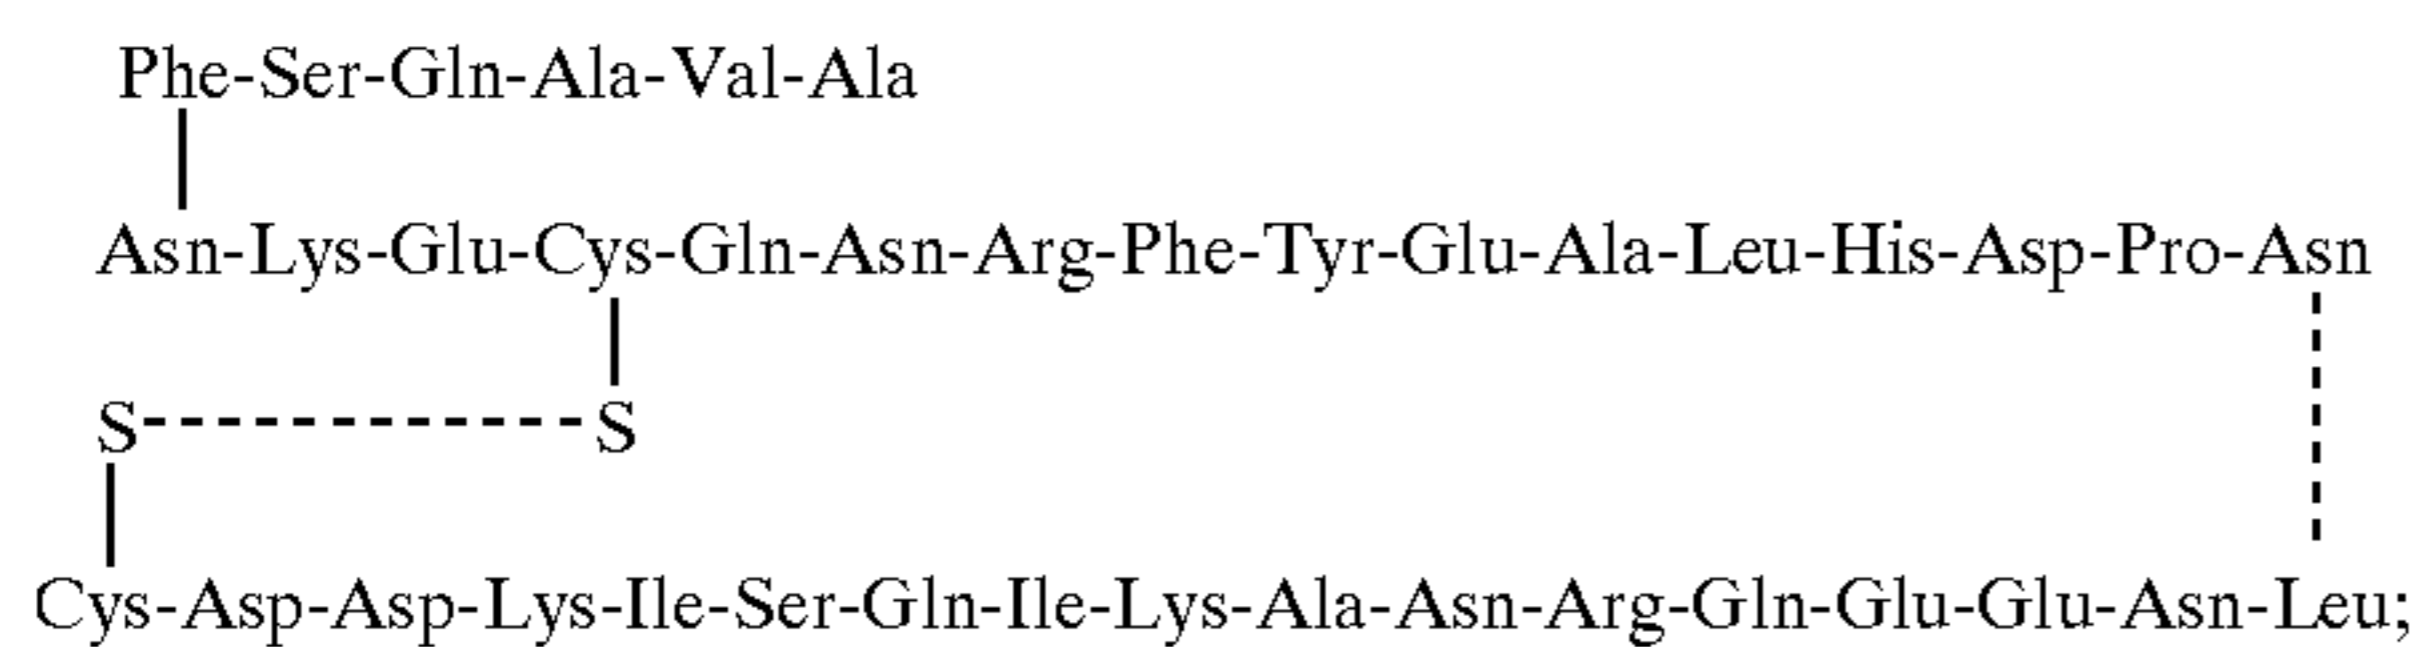 Phe-Ser-Gln-Ala-Val-Ala
Asn-Lys-Glu-Cys-Gln-Asn-Arg-Phe-Tyr-Glu-Ala-Leu-His-Asp-Pro-Asn
S S
Cys-Asp-Asp-Lys-Ile-Ser-Gln-Ile-Lys-Ala-Asn-Arg-Gln-Glu-Glu-Asn-Leu;